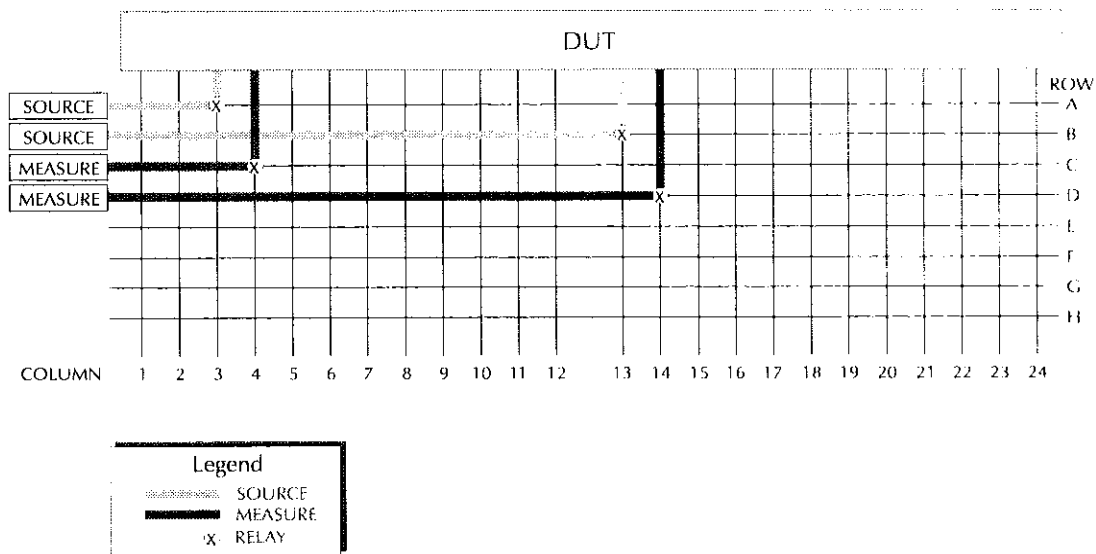 DUT
ROW
SOURCE A
SOURCE B
MEASURE C
MEASURE D
E
F
G
H
COLUMN 1 2 3 4 5 6 7 8 9 10 11 12 13 14 15 16 17 18 19 20 21 22 23 24
Legend
SOURCE
MEASURE
X RELAY